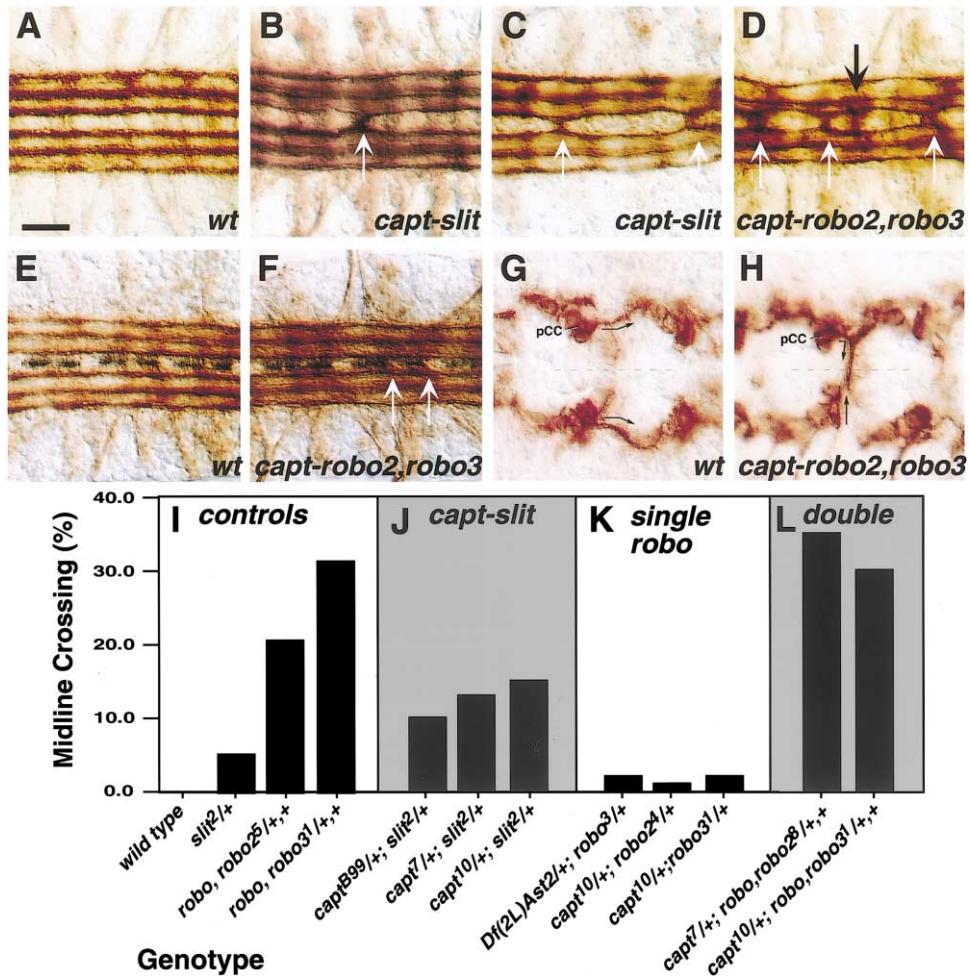 A
wt
B
capt-slit
C
capt-slit
D
capt-robo2,robo3
E
wt
F
capt-robo2,robo3
G
pCC
wt
H
pCC
capt-robo2,robo3
Midline Crossing (%)
40.0
30.0
20.0
10.0
0.0
I controls
J capt-slit
K single
robo
L double
wild type
slit²/+
robo, robo2⁵/+,+
robo, robo3¹/+,+
capt^B99/+; slit²/+
capt⁷/+; slit²/+
capt¹⁰/+; slit²/+
Df(2L)Ast2/+; robo³/+
capt¹⁰/+; robo2⁴/+
capt¹⁰/+;robo3¹/+
capt⁷/+; robo,robo2⁸/+,+
capt¹⁰/+; robo,robo3¹/+,+
Genotype